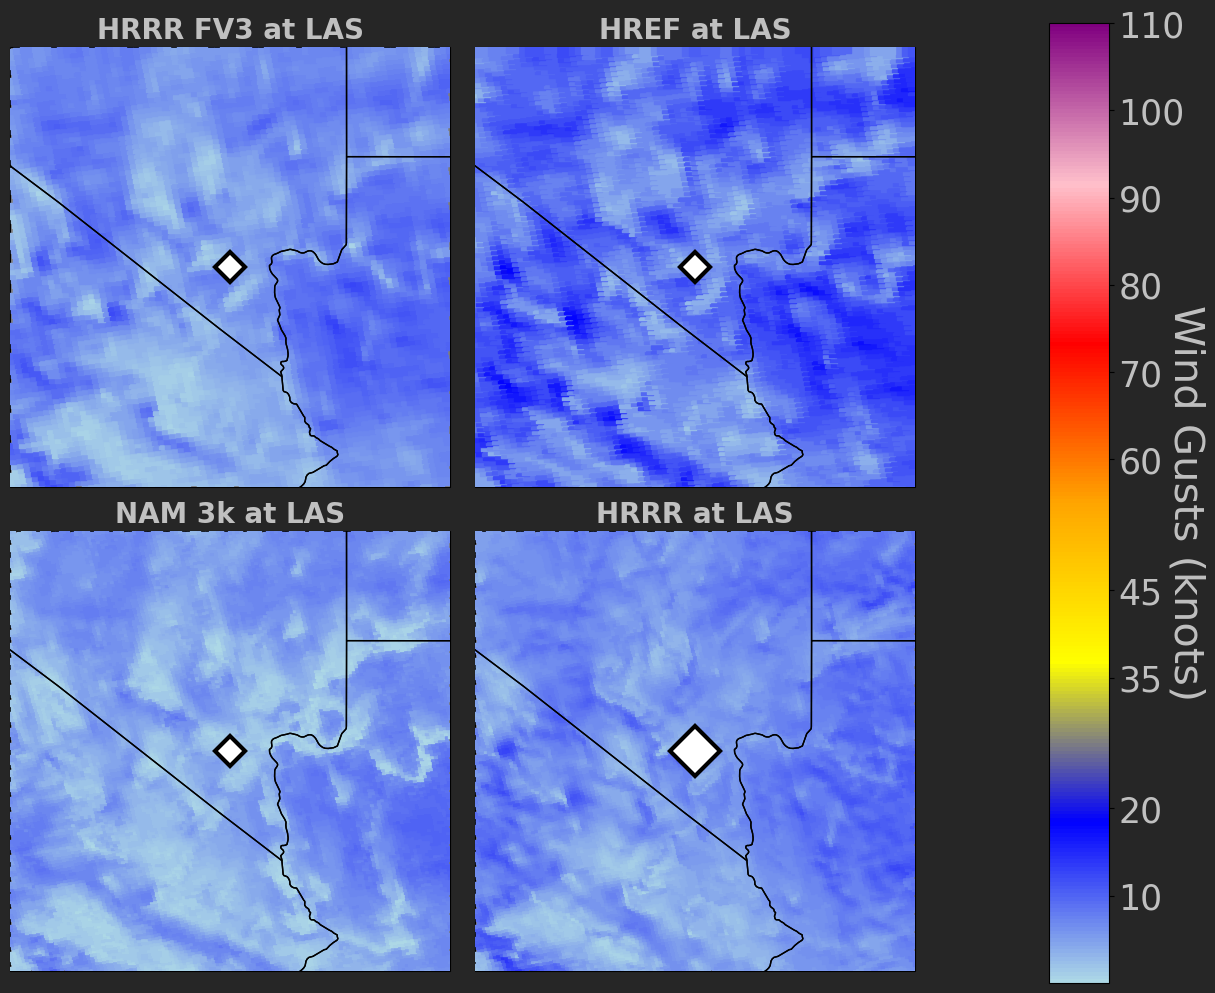 HRRR FV3 at LAS
HREF at LAS
NAM 3k at LAS
HRRR at LAS
110
100
90
80
70
60
45
35
20
10
Wind Gusts (knots)